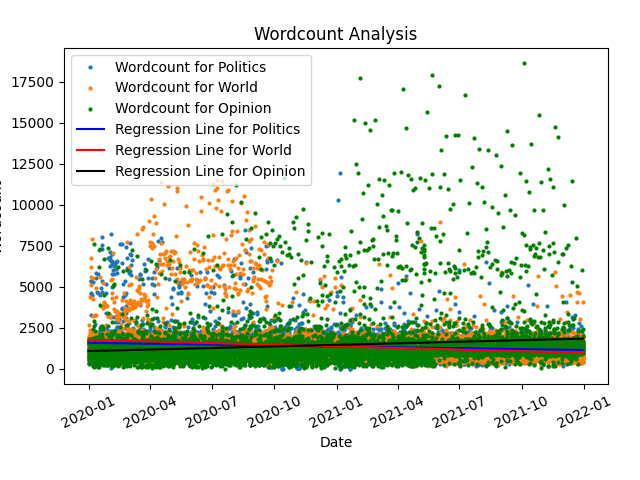 Wordcount Analysis
Wordcount for Politics
Wordcount for World
Wordcount for Opinion
Regression Line for Politics
Regression Line for World
Regression Line for Opinion
17500
15000
12500
10000
7500
5000
2500
0
2020-01
2020-04
2020-07
2020-10
2021-01
2021-04
2021-07
2021-10
2022-01
Date